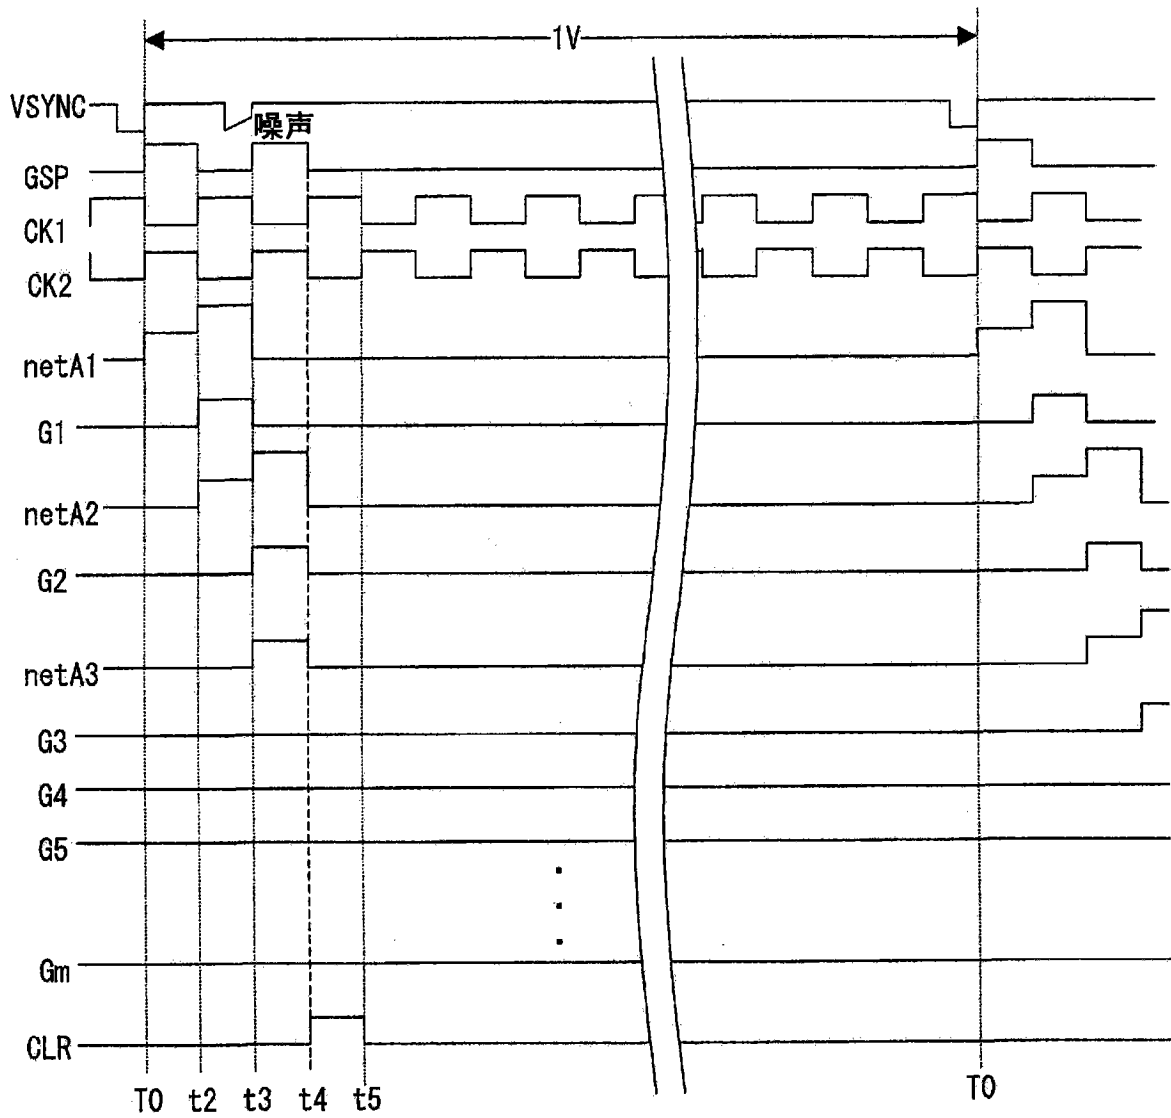 1V
VSYNC
噪声
GSP
CK1
CK2
netA1
G1
netA2
G2
netA3
G3
G4
G5
Gm
CLR
T0 t2 t3 t4 t5 T0